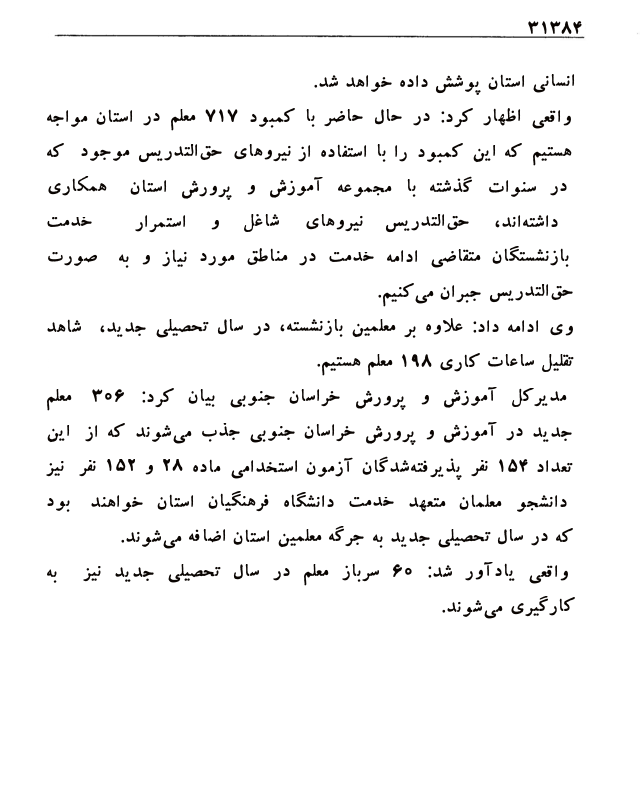 ۳۱۳۸۴
انسانی استان پوشش داده خواهد شد.
واقعی اظهار کرد: در حال حاضر با کمبود ۷۱۷ معلم در استان مواجه
هستیم که این کمبود را با استفاده از نیروهای حق‌التدریس موجود که
در سنوات گذشته با مجموعه آموزش و پرورش استان همکاری
داشته‌اند، حق‌التدریس نیروهای شاغل و استمرار خدمت
بازنشستگان متقاضی ادامه خدمت در مناطق مورد نیاز و به صورت
حق‌التدریس جبران می‌کنیم.
وی ادامه داد: علاوه بر معلمین بازنشسته، در سال تحصیلی جدید، شاهد
تقلیل ساعات کاری ۱۹۸ معلم هستیم.
مدیرکل آموزش و پرورش خراسان جنوبی بیان کرد: ۳۰۶ معلم
جدید در آموزش و پرورش خراسان جنوبی جذب می‌شوند که از این
تعداد ۱۵۴ نفر پذیرفته‌شدگان آزمون استخدامی ماده ۲۸ و ۱۵۲ نفر نیز
دانشجو معلمان متعهد خدمت دانشگاه فرهنگیان استان خواهند بود
که در سال تحصیلی جدید به جرگه معلمین استان اضافه می‌شوند.
واقعی یادآور شد: ۶۰ سرباز معلم در سال تحصیلی جدید نیز به
کارگیری می‌شوند.